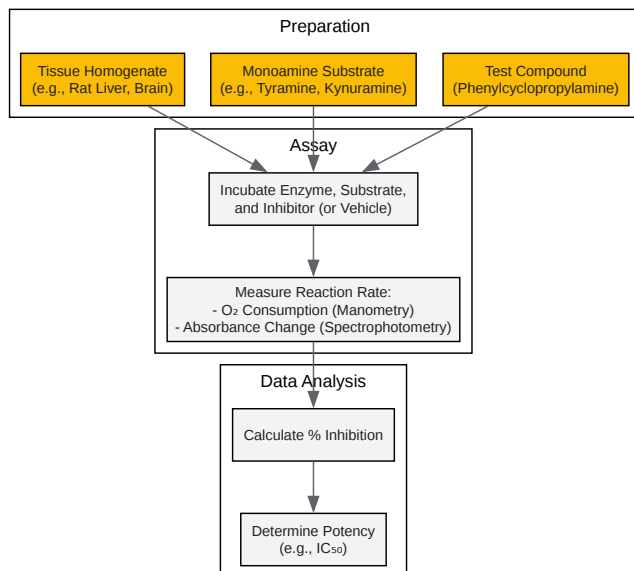 Preparation
Tissue Homogenate
(e.g., Rat Liver, Brain)
Monoamine Substrate
(e.g., Tyramine, Kynuramine)
Test Compound
(Phenylcyclopropylamine)
Assay
Incubate Enzyme, Substrate,
and Inhibitor (or Vehicle)
Measure Reaction Rate:
- O₂ Consumption (Manometry)
- Absorbance Change (Spectrophotometry)
Data Analysis
Calculate % Inhibition
Determine Potency
(e.g., IC₅₀)